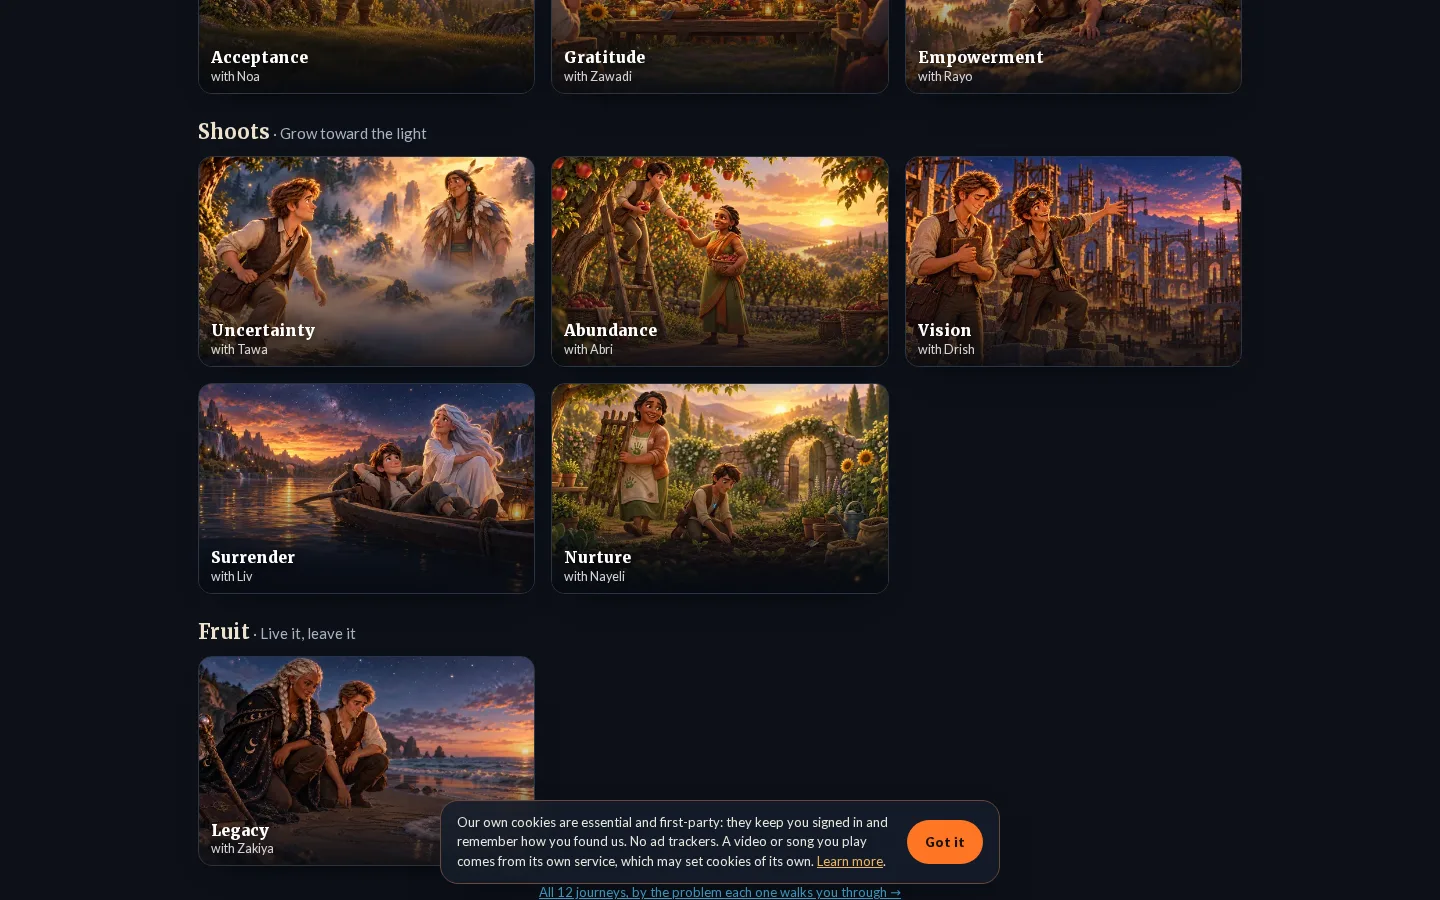 Acceptance
with Noa
Gratitude
with Zawadi
Empowerment
with Rayo
Shoots · Grow toward the light
Uncertainty
with Tawa
Abundance
with Abri
Vision
with Drish
Surrender
with Liv
Nurture
with Nayeli
Fruit · Live it, leave it
Legacy
with Zakiya
Our own cookies are essential and first-party: they keep you signed in and
remember how you found us. No ad trackers. A video or song you play
comes from its own service, which may set cookies of its own. Learn more.
Got it
All 12 journeys, by the problem each one walks you through →